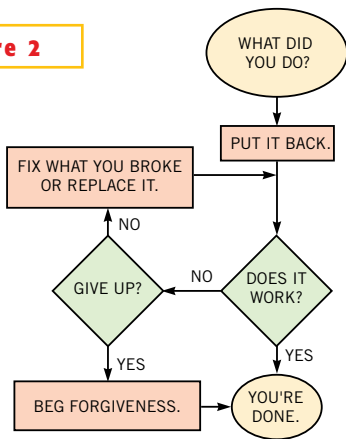 re 2
WHAT DID
YOU DO?
PUT IT BACK.
FIX WHAT YOU BROKE
OR REPLACE IT.
NO
GIVE UP?
NO
DOES IT
WORK?
YES
YES
BEG FORGIVENESS.
YOU'RE
DONE.